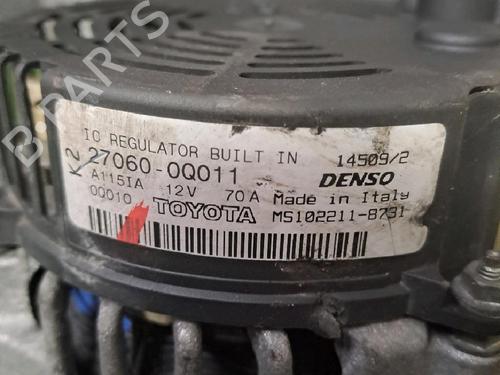 B-PARTS
IC REGULATOR BUILT IN 14509/2
27060-0Q011 DENSO
A115IA 12V 70A Made in Italy
0Q010 TOYOTA MS102211-8731